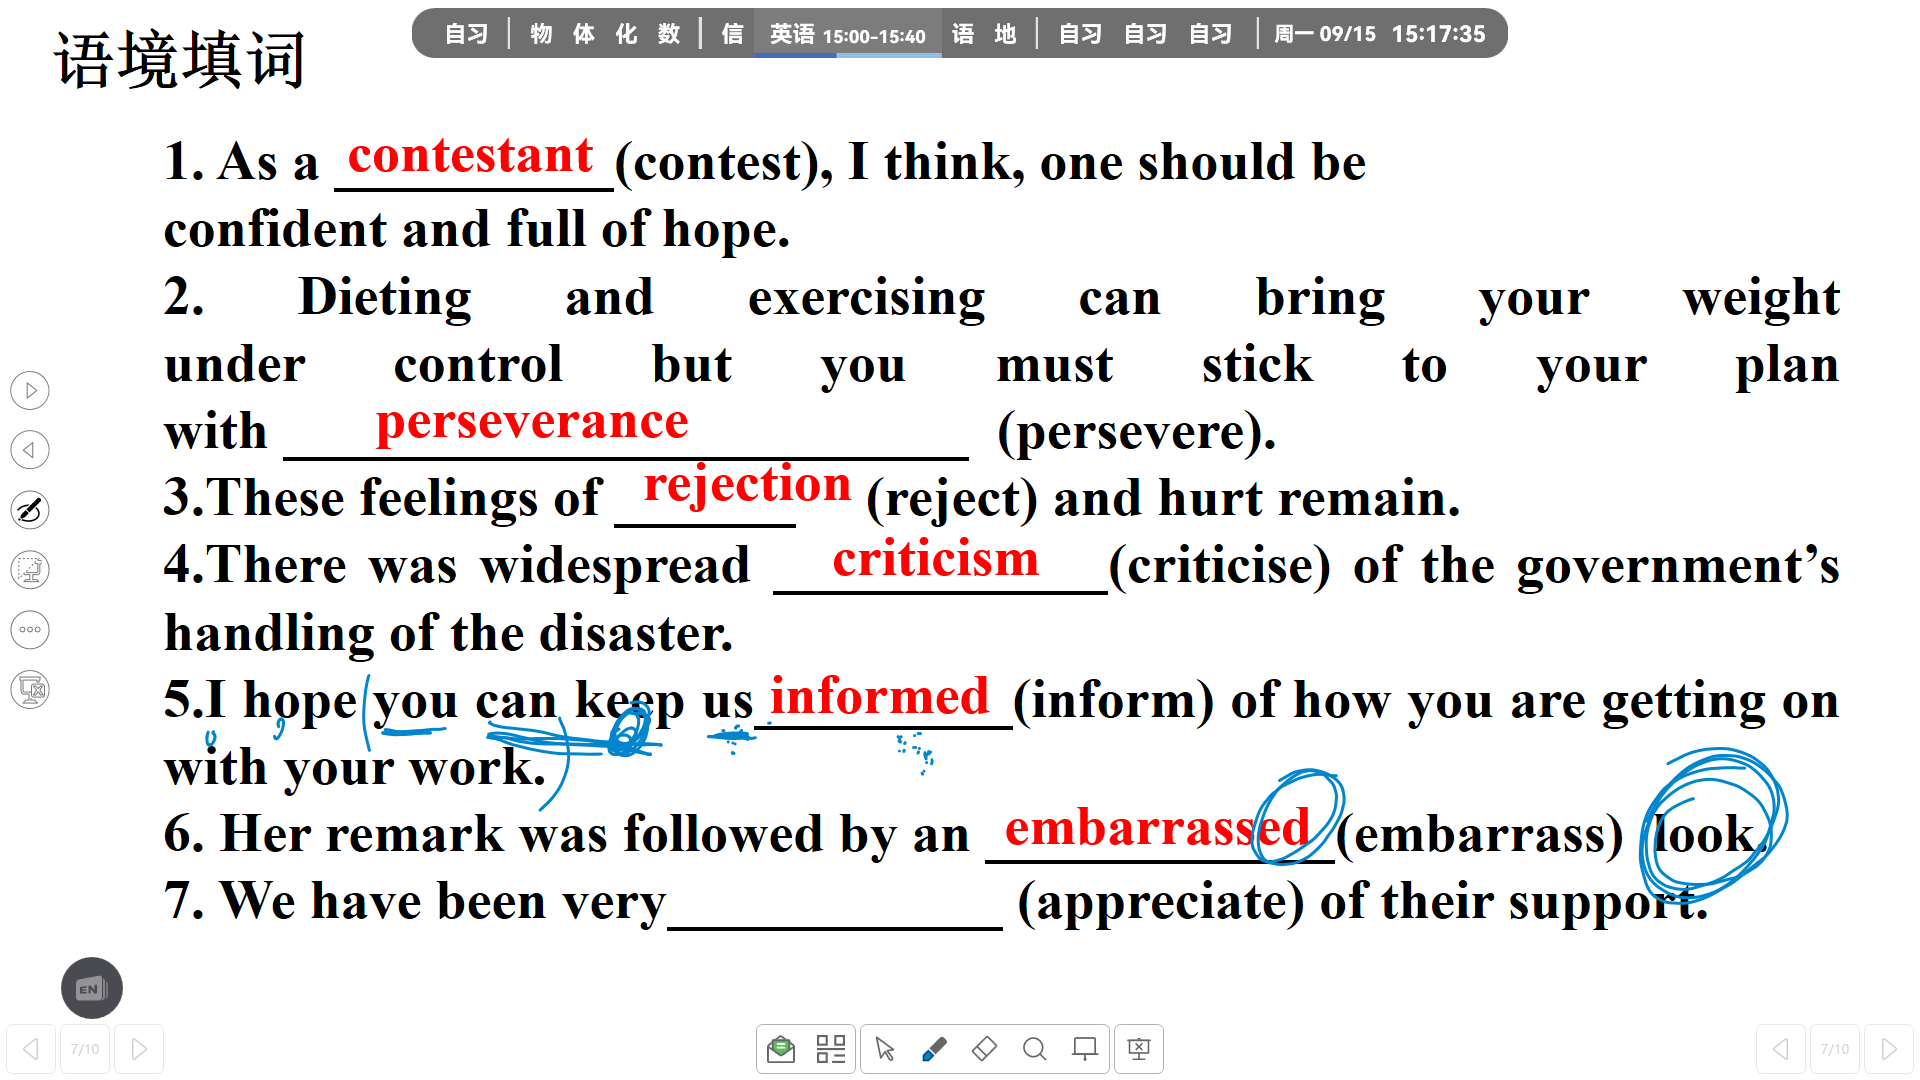 自习 | 物 体 化 数 | 信 英语 15:00-15:40 语 地 | 自习 自习 自习 | 周一 09/15 15:17:35
语境填词
1. As a contestant (contest), I think, one should be
confident and full of hope.
2. Dieting and exercising can bring your weight
under control but you must stick to your plan
with perseverance (persevere).
3.These feelings of rejection (reject) and hurt remain.
4.There was widespread criticism (criticise) of the government’s
handling of the disaster.
5.I hope you can keep us informed (inform) of how you are getting on
with your work.
6. Her remark was followed by an embarrassed (embarrass) look.
7. We have been very____________ (appreciate) of their support.
EN
7/10
7/10